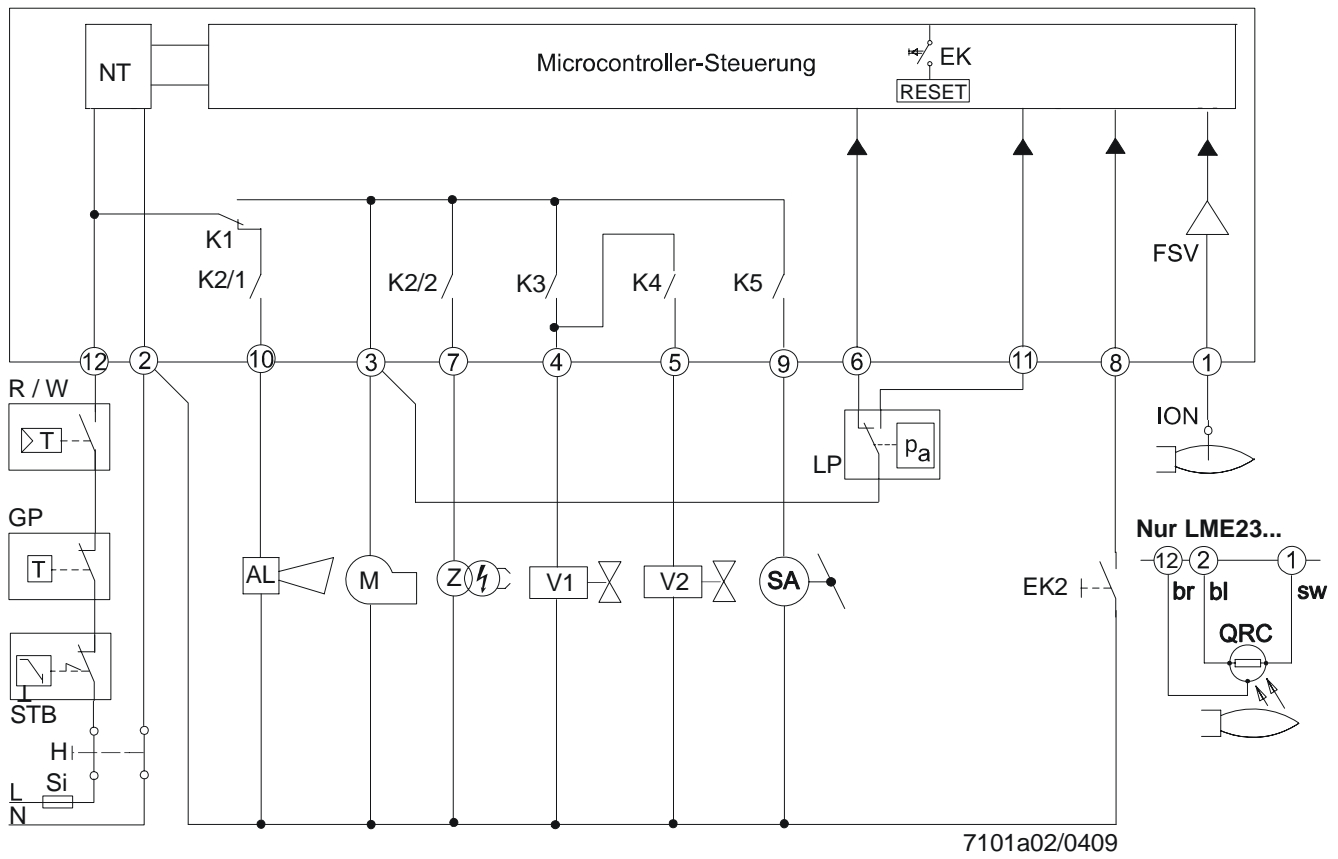 NT
Microcontroller-Steuerung
EK
RESET
K1
K2/1
K2/2
K3
K4
K5
FSV
12
2
10
3
7
4
5
9
6
11
8
1
R / W
T
GP
T
STB
H
Si
L
N
AL
M
Z
V1
V2
SA
LP
pa
EK2
ION
Nur LME23...
12
2
1
br
bl
sw
QRC
7101a02/0409